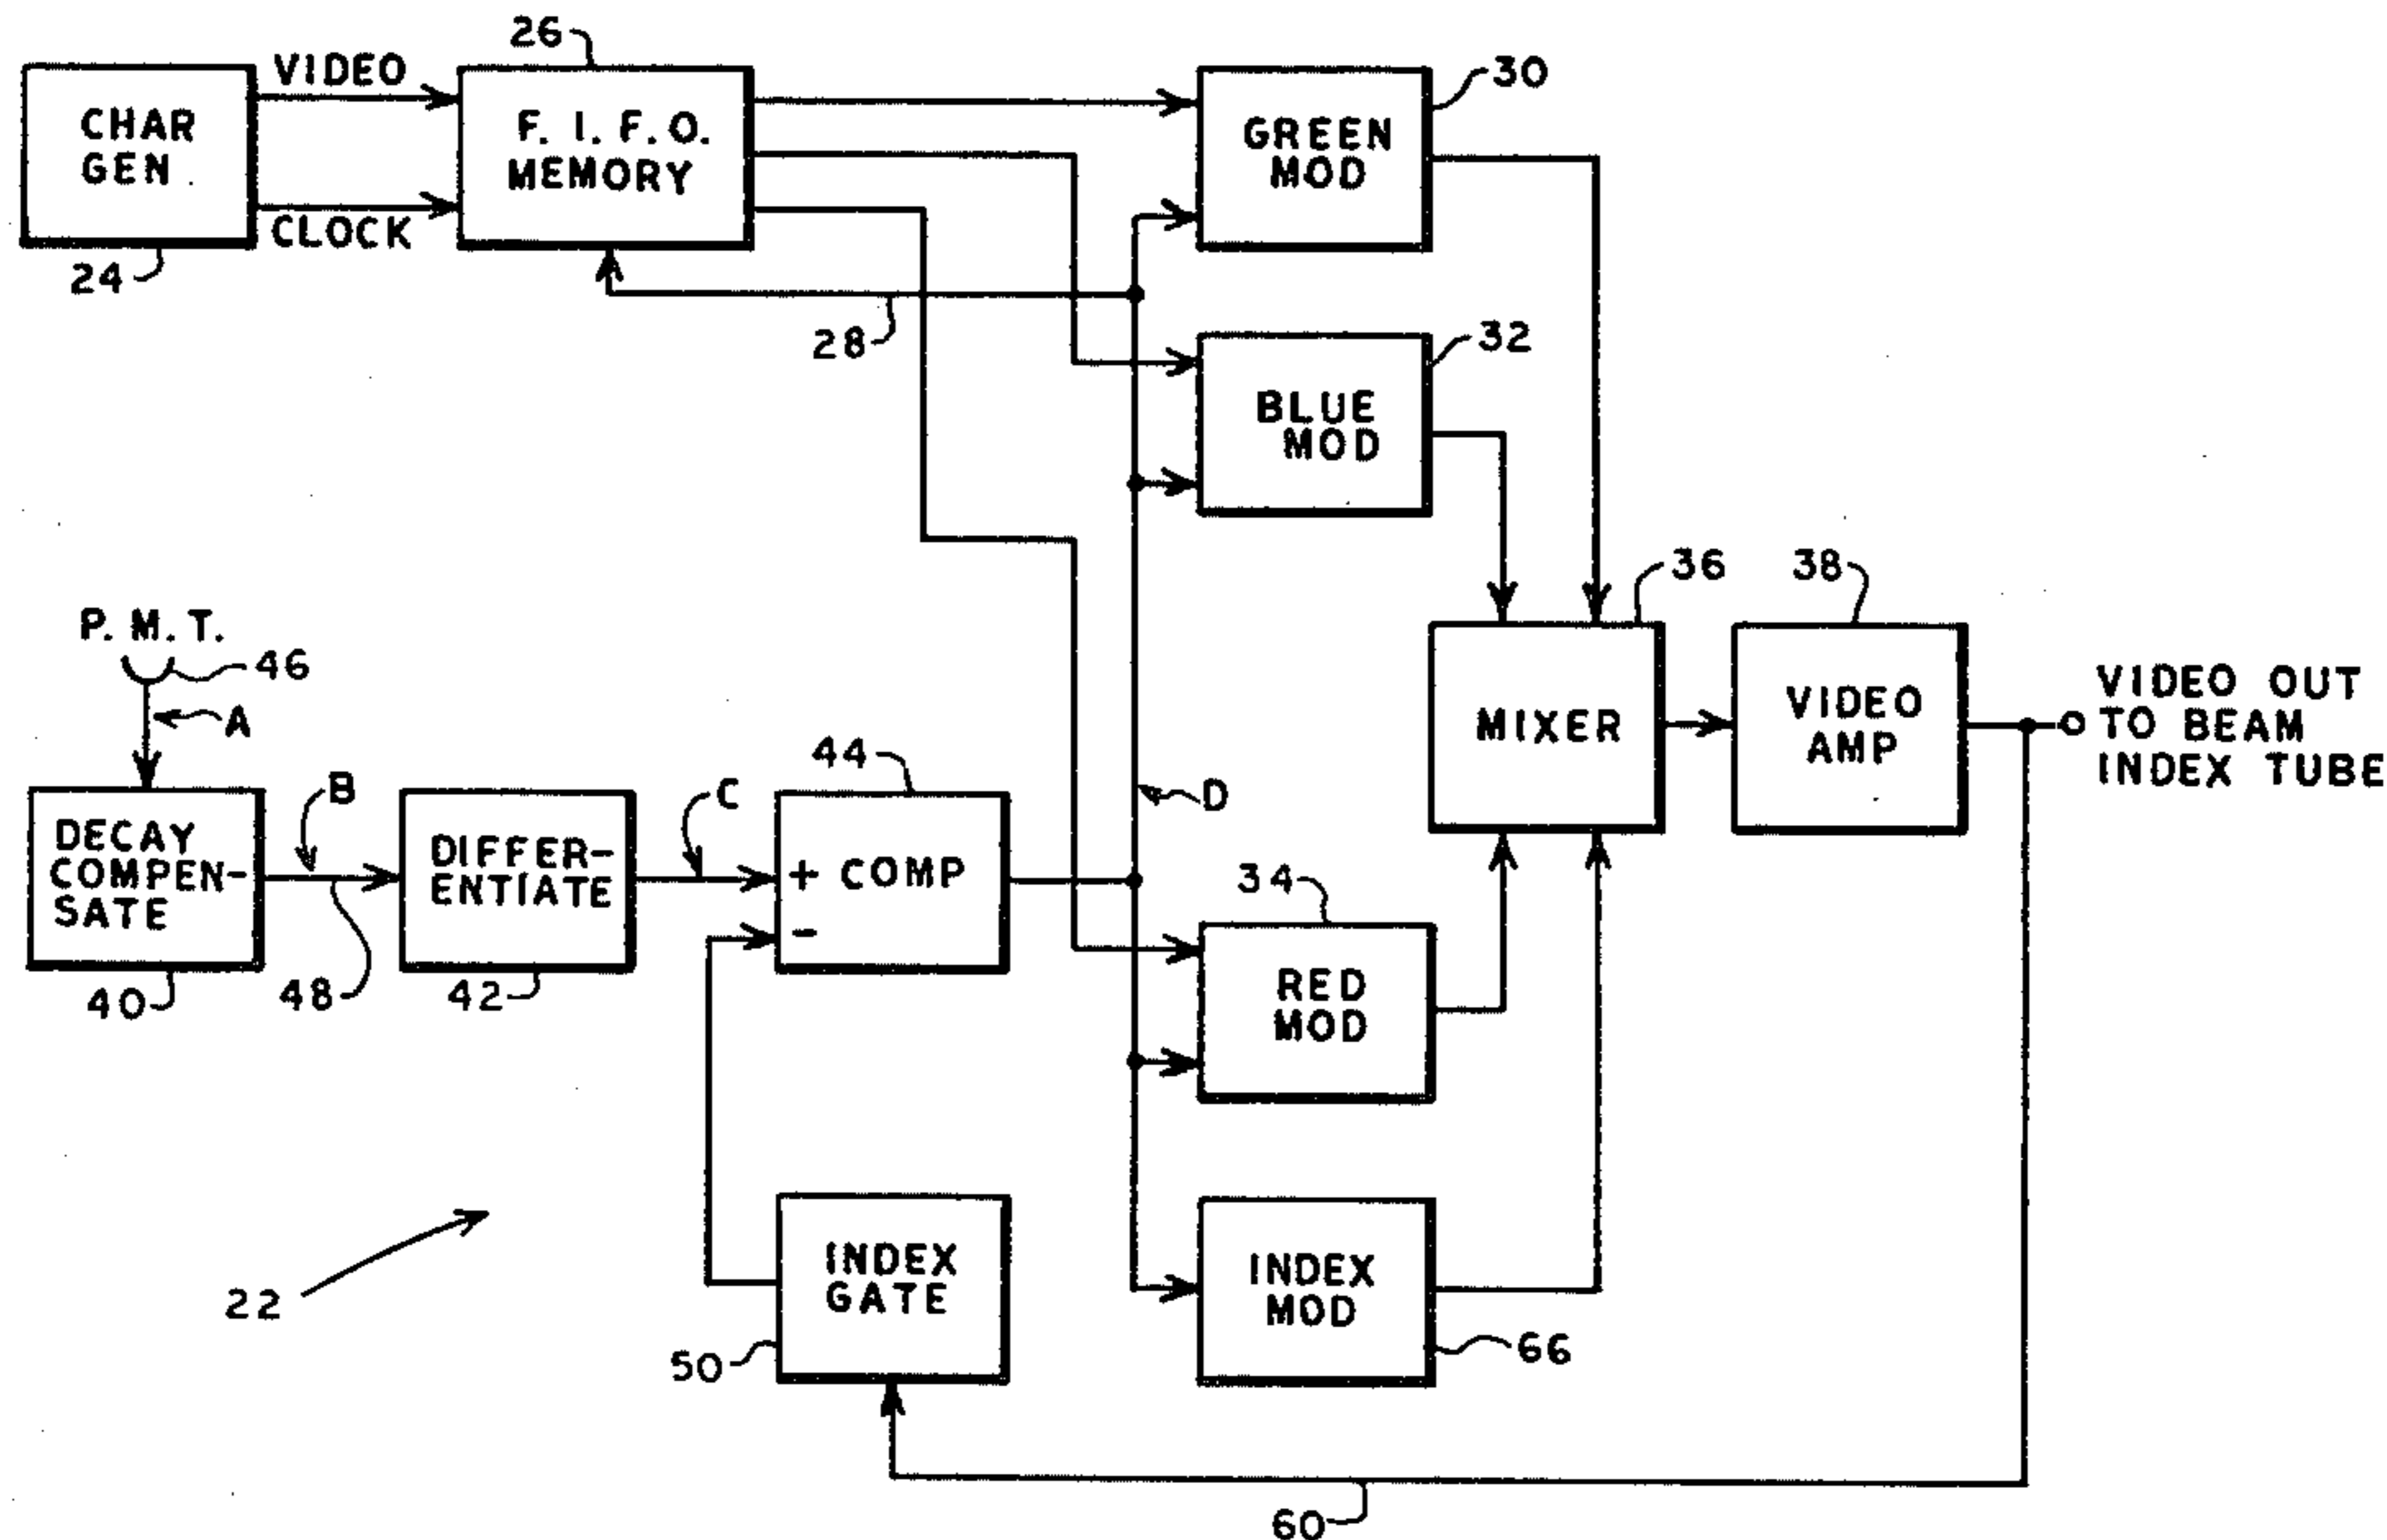 26
VIDEO
30
CHAR
GEN
F. I. F. O.
MEMORY
GREEN
MOD
CLOCK
24
28
32
BLUE
MOD
36
38
P. M. T.
46
A
MIXER
VIDEO
AMP
VIDEO OUT
TO BEAM
INDEX TUBE
44
B
C
D
DECAY
COMPEN-
SATE
DIFFER-
ENTIATE
+ COMP
-
34
40
48
42
RED
MOD
INDEX
GATE
INDEX
MOD
22
50
66
60